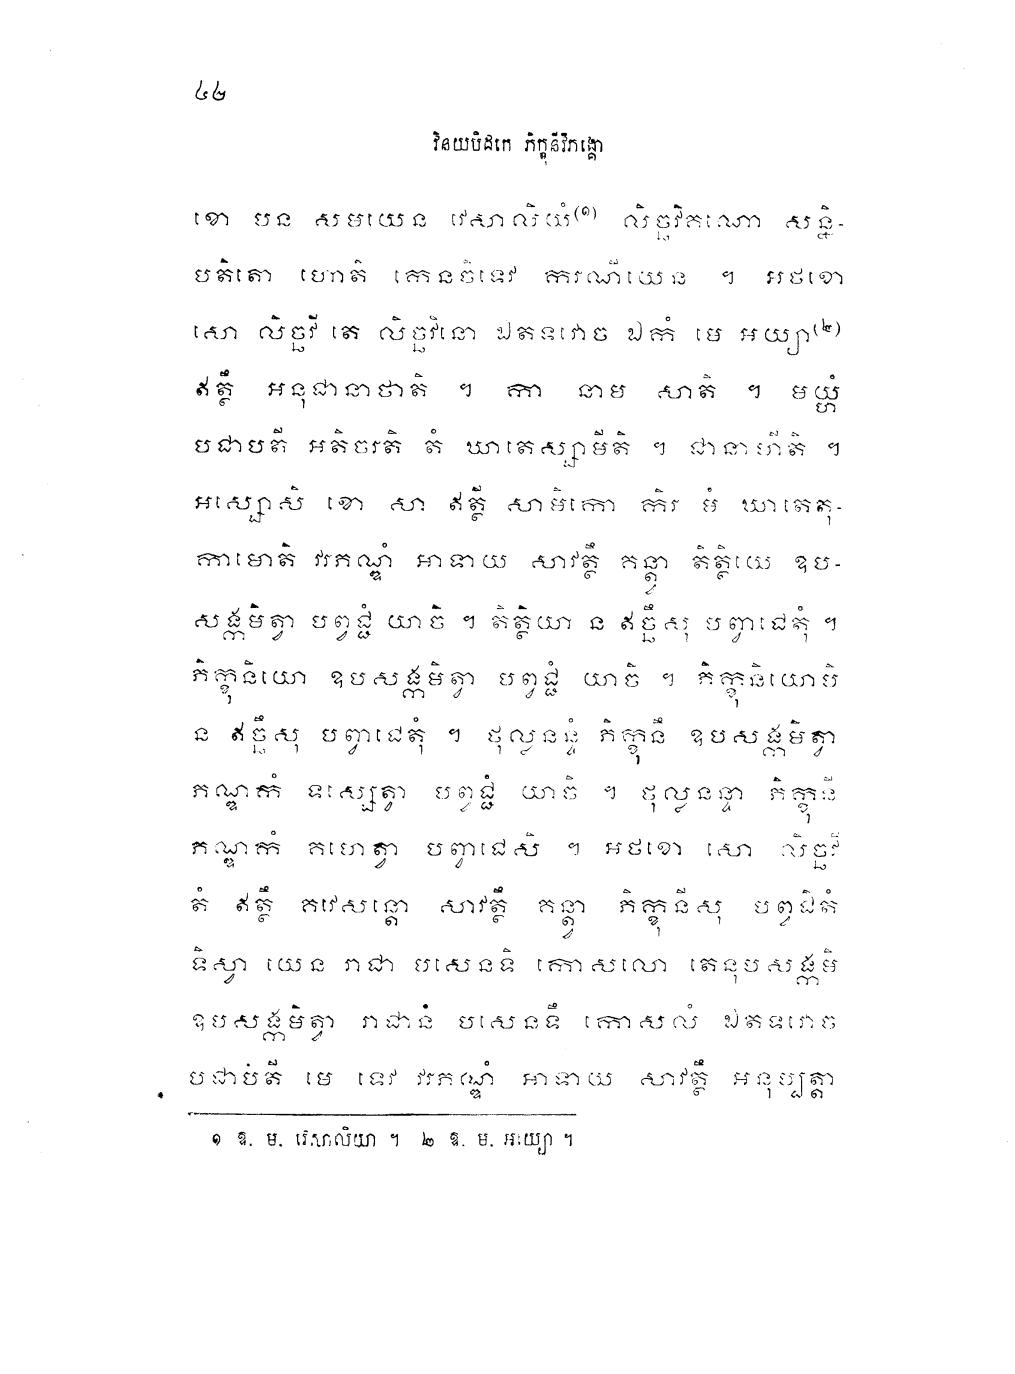 ៤២
វិនយបិដកេ ភិក្ខុនីវិភង្គោ
ខោ បន សមយេន វេសាលិយំ(១) លិច្ឆវិគណោ សន្និ-
បតិតោ ហោតិ កេនចិទេវ ករណីយេន ។ អថខោ
សោ លិច្ឆវី តេ លិច្ឆវិនោ ឯតទវោច ឯកំ មេ អយ្យា(២)
ឥត្ថឹ អនុជានាថាតិ ។ កា នាម សាតិ ។ មយ្ហំ
បជាបតី អតិចរតិ តំ ឃាតេស្សាមីតិ ។ ជានាហីតិ ។
អស្សោសិ ខោ សា ឥត្ថី សាមិកោ កិរ មំ ឃាតេតុ-
កាមោតិ វរភណ្ឌំ អាទាយ សាវត្ថឹ គន្ត្វា តិត្ថិយេ ឧប-
សង្កមិត្វា បព្វជ្ជំ យាចិ ។ តិត្ថិយា ន ឥច្ឆឹសុ បព្វាជេតុំ ។
ភិក្ខុនិយោ ឧបសង្កមិត្វា បព្វជ្ជំ យាចិ ។ ភិក្ខុនិយោបិ
ន ឥច្ឆឹសុ បព្វាជេតុំ ។ ថុល្លនន្ទំ ភិក្ខុនឹ ឧបសង្កមិត្វា
ភណ្ឌកំ ទស្សេត្វា បព្វជ្ជំ យាចិ ។ ថុល្លនន្ទា ភិក្ខុនី
ភណ្ឌកំ គហេត្វា បព្វាជេសិ ។ អថខោ សោ លិច្ឆវី
តំ ឥត្ថឹ គវេសន្តោ សាវត្ថឹ គន្ត្វា ភិក្ខុនីសុ បព្វជិតំ
ទិស្វា យេន រាជា បសេនទិ កោសលោ តេនុបសង្កមិ
ឧបសង្កមិត្វា រាជានំ បសេនទឹ កោសលំ ឯតទវោច
បជាបតី មេ ទេវ វរភណ្ឌំ អាទាយ សាវត្ថឹ អនុប្បត្តា
១ ឱ. ម. វេសាលិយា ។ ២ ឱ. ម. អយ្យោ ។